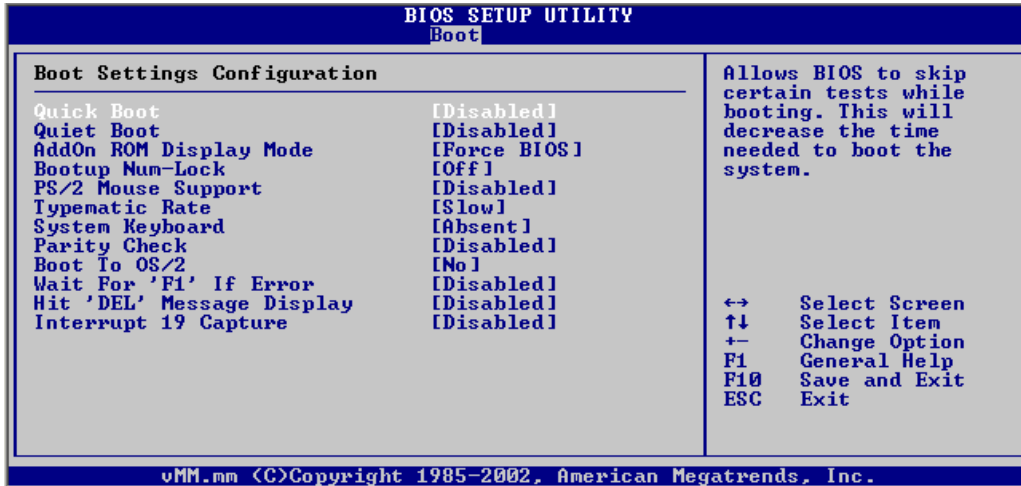 BIOS SETUP UTILITY
Boot
Boot Settings Configuration
Quick Boot [Disabled]
Quiet Boot [Disabled]
AddOn ROM Display Mode [Force BIOS]
Bootup Num-Lock [Off]
PS/2 Mouse Support [Disabled]
Typematic Rate [Slow]
System Keyboard [Absent]
Parity Check [Disabled]
Boot To OS/2 [No]
Wait For 'F1' If Error [Disabled]
Hit 'DEL' Message Display [Disabled]
Interrupt 19 Capture [Disabled]
Allows BIOS to skip
certain tests while
booting. This will
decrease the time
needed to boot the
system.
←→ Select Screen
↑↓ Select Item
+- Change Option
F1 General Help
F10 Save and Exit
ESC Exit
vMM.mm (C)Copyright 1985-2002, American Megatrends, Inc.